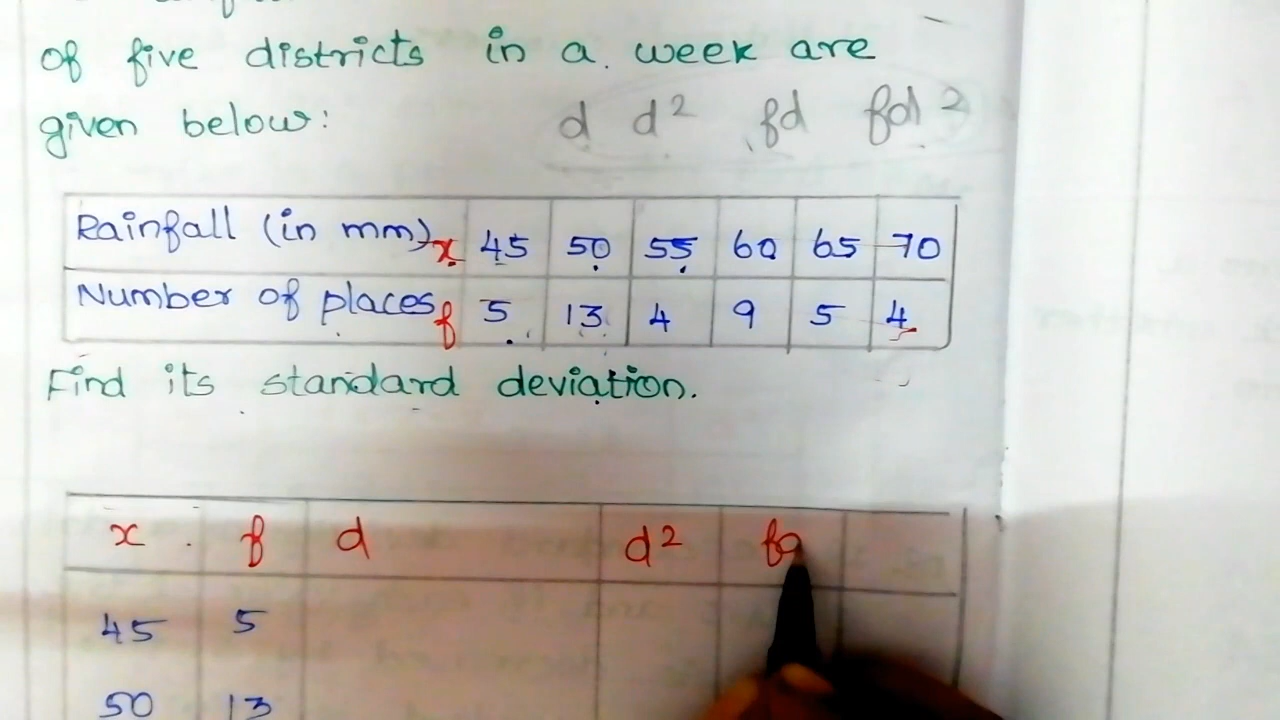 of five districts in a week are
given below:
d d² fd fd²
Rainfall (in mm) x 45 50 55 60 65 70
Number of places f 5 13 4 9 5 4
Find its standard deviation.
x f d d² fd
45 5
50 13